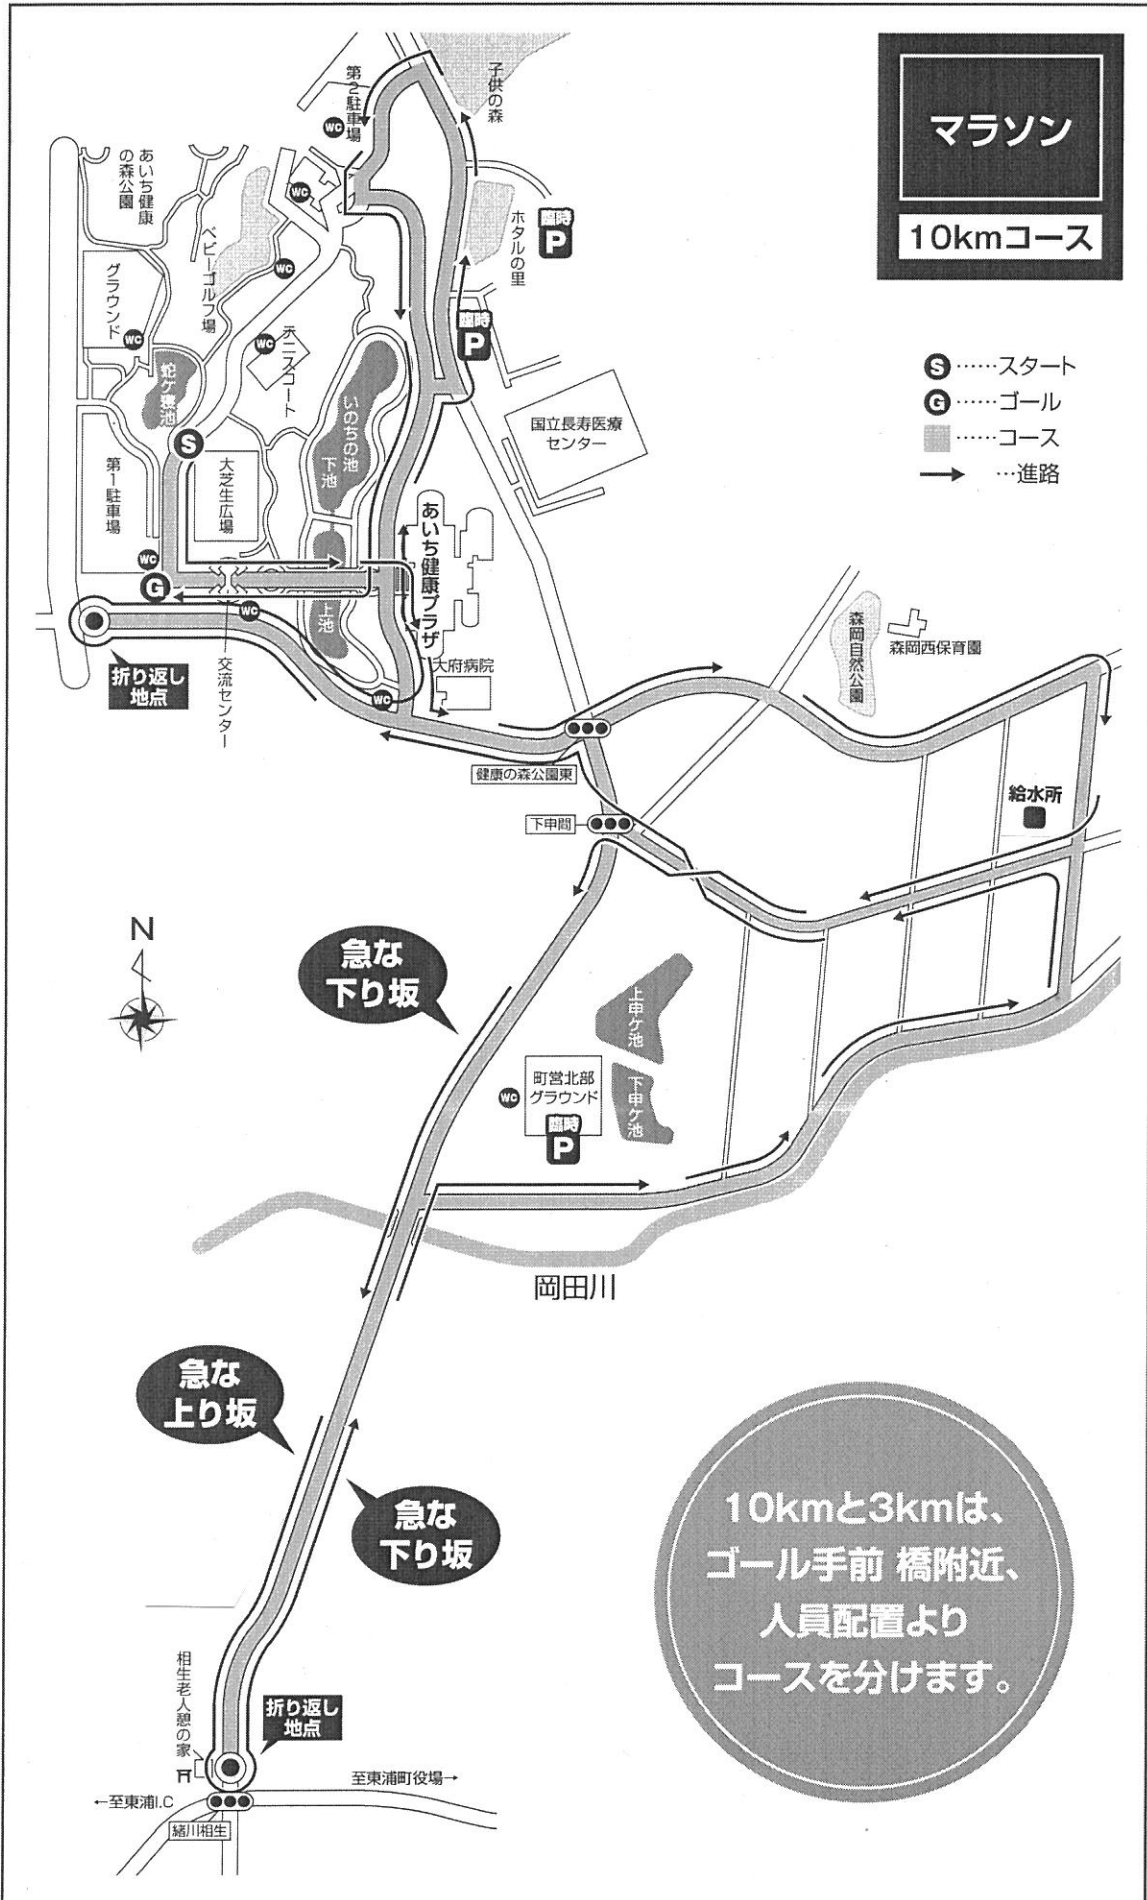 マラソン
10kmコース
S……スタート
G……ゴール
……コース
…進路
子供の森
第2駐車場
WC
あいち健康
の森公園
WC
ベビーゴルフ場
ホタルの里
臨時
P
グラウンド
WC
WC
WC
テニスコート
臨時
P
蛇ケ寝池
いのちの池
下池
国立長寿医療
センター
S
第1駐車場
大芝生広場
あいち健康プラザ
WC
G
上池
WC
折り返し
地点
交流センター
WC
大府病院
森岡自然公園
森岡西保育園
健康の森公園東
給水所
下申間
N
急な
下り坂
上申ケ池
下申ケ池
町営北部
グラウンド
WC
臨時
P
岡田川
急な
上り坂
急な
下り坂
10kmと3kmは、
ゴール手前 橋附近、
人員配置より
コースを分けます。
相生老人憩の家
折り返し
地点
至東浦町役場→
←至東浦I.C
緒川相生